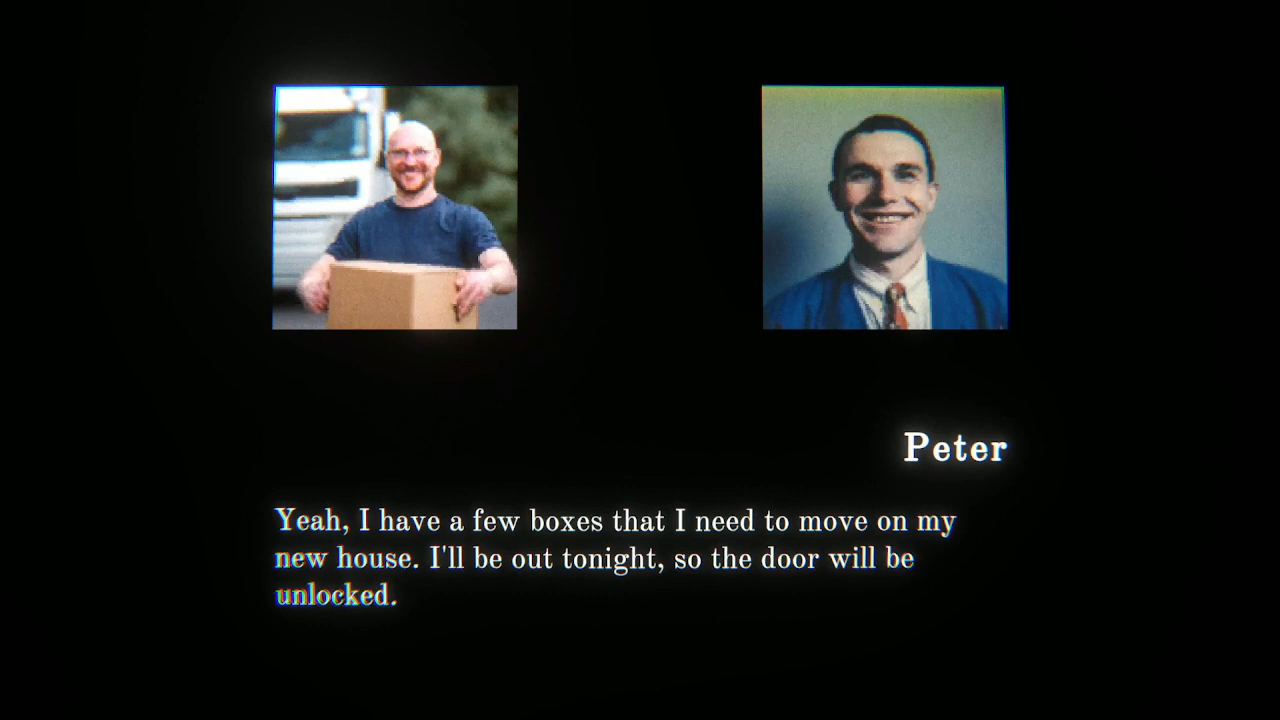 Peter
Yeah, I have a few boxes that I need to move on my
new house. I'll be out tonight, so the door will be
unlocked.